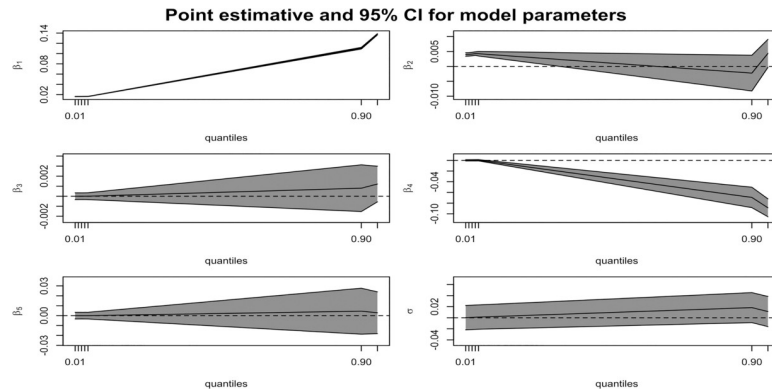 Point estimative and 95% CI for model parameters
β1
0.02 0.08 0.14
0.01 0.90
quantiles
β2
-0.010 0.005
0.01 0.90
quantiles
β3
-0.002 0.002
0.01 0.90
quantiles
β4
-0.10 -0.04
0.01 0.90
quantiles
β5
-0.03 0.00 0.03
0.01 0.90
quantiles
σ
-0.04 0.02
0.01 0.90
quantiles